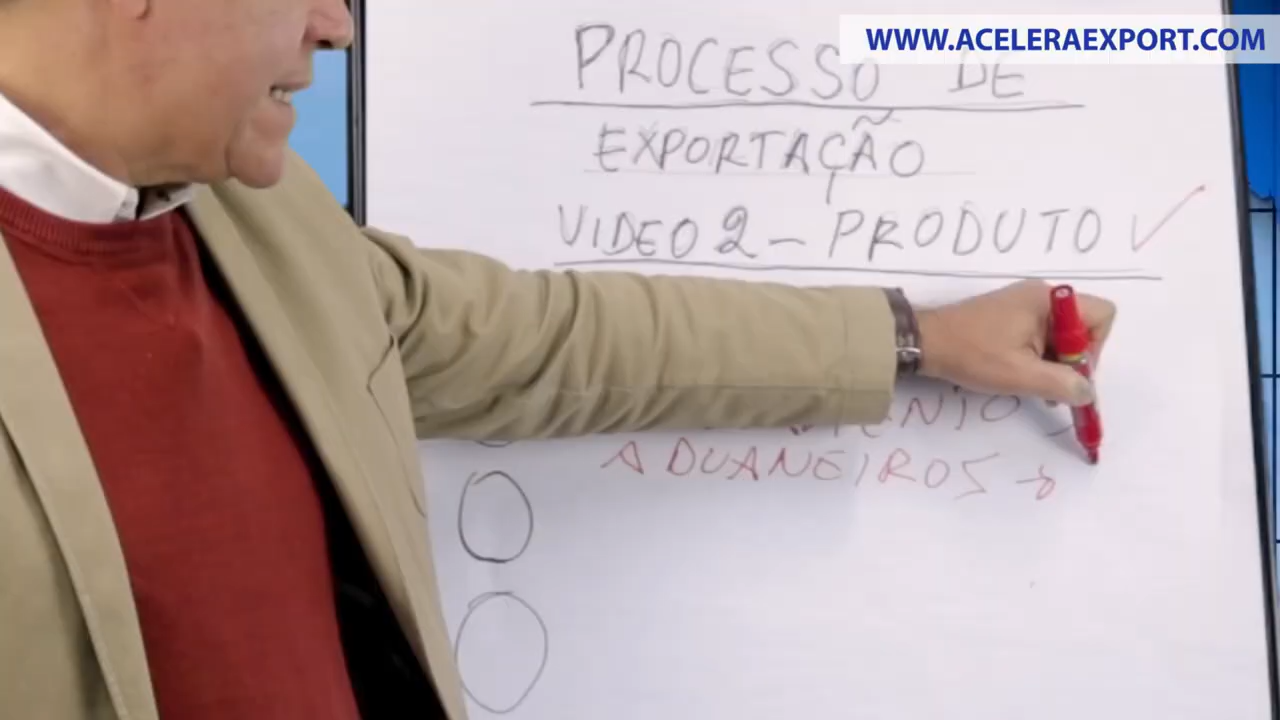 WWW.ACELERAEXPORT.COM
PROCESSO DE
EXPORTAÇÃO
VIDEO 2 - PRODUTO ✓
ADUANEIROS →